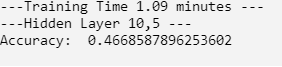 ---Training Time 1.09 minutes ---
---Hidden Layer 10,5 ---
Accuracy:  0.4668587896253602